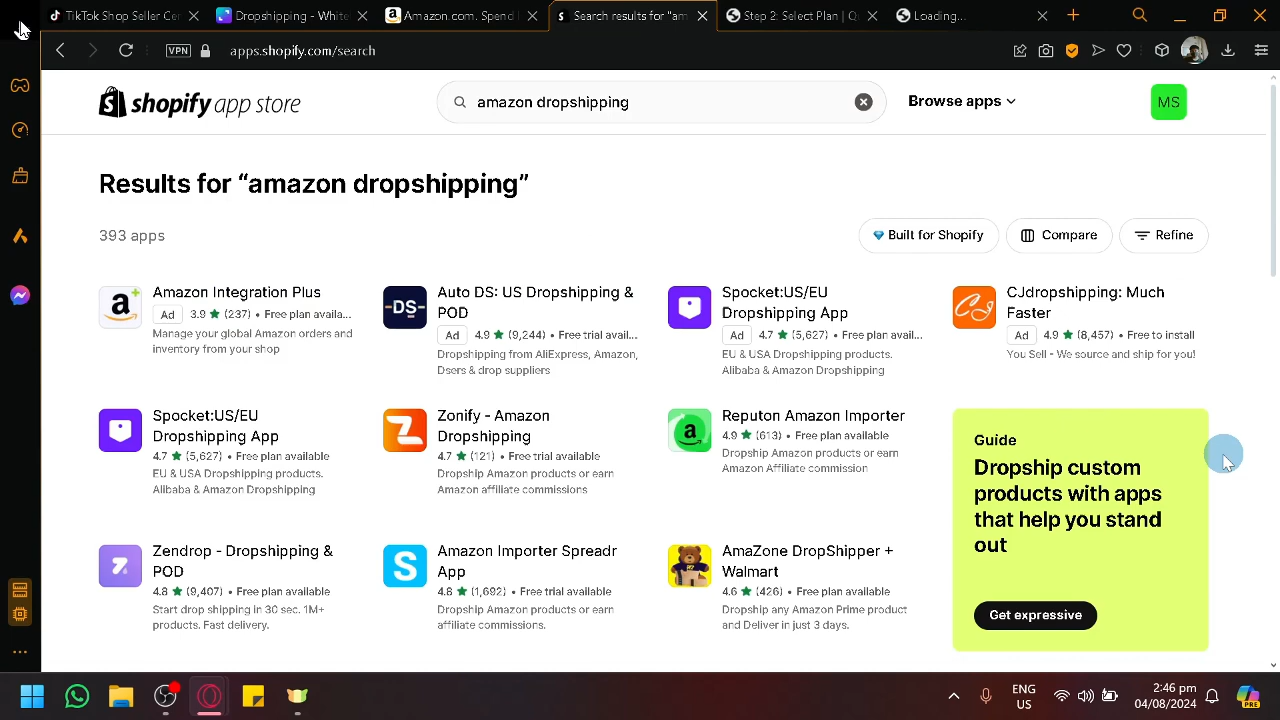 TikTok Shop Seller Cen
Dropshipping - White
Amazon.com. Spend l
Search results for "am
Step 2: Select Plan | Q
Loading...
VPN
apps.shopify.com/search
shopify app store
amazon dropshipping
Browse apps
MS
Results for “amazon dropshipping”
393 apps
Built for Shopify
Compare
Refine
Amazon Integration Plus
Ad 3.9 ★ (237) • Free plan availa...
Manage your global Amazon orders and
inventory from your shop
Auto DS: US Dropshipping &
POD
Ad 4.9 ★ (9,244) • Free trial avail...
Dropshipping from AliExpress, Amazon,
Dsers & drop suppliers
Spocket:US/EU
Dropshipping App
Ad 4.7 ★ (5,627) • Free plan avail...
EU & USA Dropshipping products.
Alibaba & Amazon Dropshipping
CJdropshipping: Much
Faster
Ad 4.9 ★ (8,457) • Free to install
You Sell - We source and ship for you!
Spocket:US/EU
Dropshipping App
4.7 ★ (5,627) • Free plan available
EU & USA Dropshipping products.
Alibaba & Amazon Dropshipping
Zonify - Amazon
Dropshipping
4.7 ★ (121) • Free trial available
Dropship Amazon products or earn
Amazon affiliate commissions
Reputon Amazon Importer
4.9 ★ (613) • Free plan available
Dropship Amazon products or earn
Amazon Affiliate commission
Guide
Dropship custom
products with apps
that help you stand
out
Get expressive
Zendrop - Dropshipping &
POD
4.8 ★ (9,407) • Free plan available
Start drop shipping in 30 sec. 1M+
products. Fast delivery.
Amazon Importer Spreadr
App
4.6 ★ (1,692) • Free trial available
Dropship Amazon products or earn
affiliate commissions.
AmaZone DropShipper +
Walmart
4.6 ★ (426) • Free plan available
Dropship any Amazon Prime product
and Deliver in just 3 days.
ENG
US
2:46 pm
04/08/2024
PRE